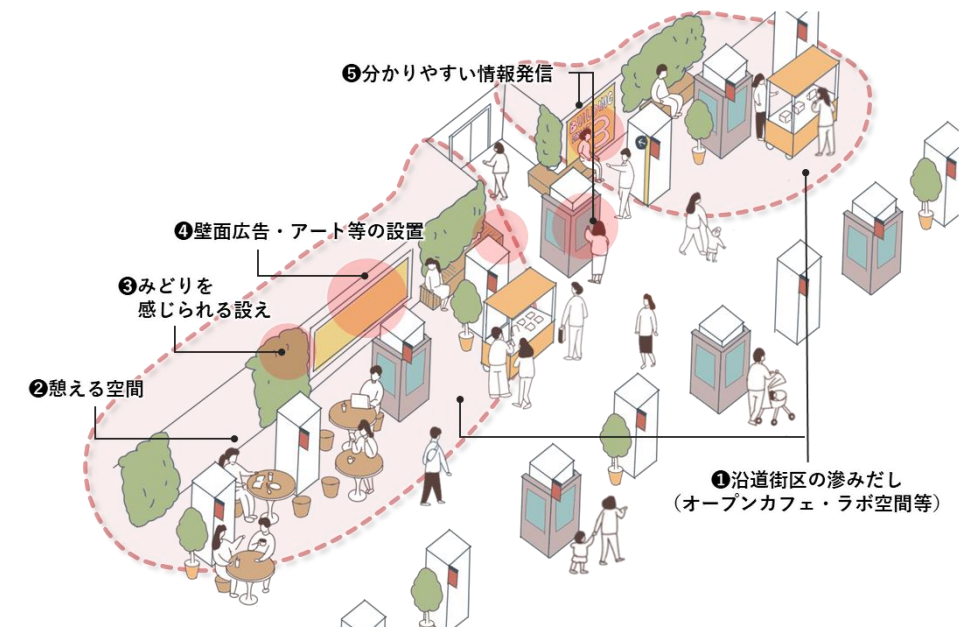 ❺分かりやすい情報発信
❹壁面広告・アート等の設置
❸みどりを
感じられる設え
❷憩える空間
❶沿道街区の滲みだし
（オープンカフェ・ラボ空間等）